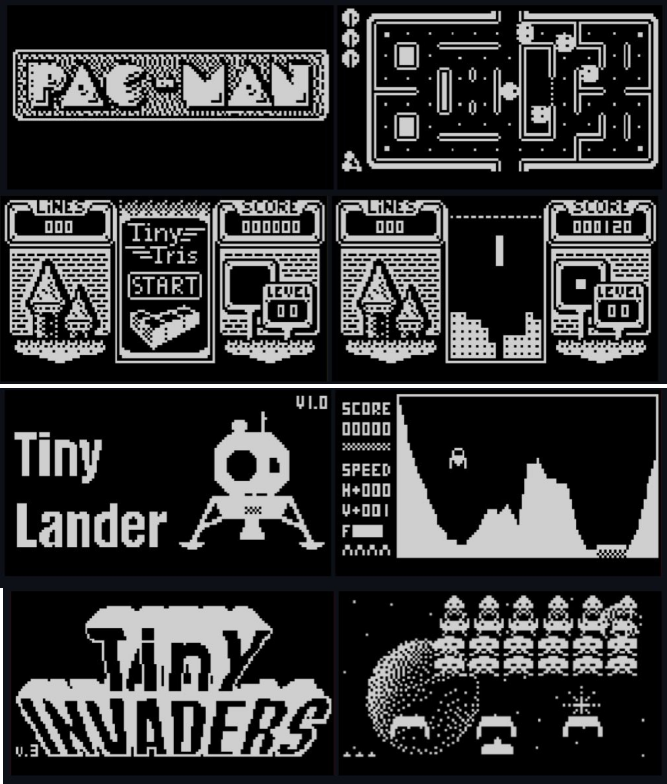 PAC-MAN
LINES
000
Tiny
Tris
START
SCORE
000000
LEVEL
00
LINES
000
SCORE
000120
LEVEL
00
V1.0
Tiny
Lander
SCORE
00000
SPEED
H+000
V+001
F
Tiny
INVADERS
v.3